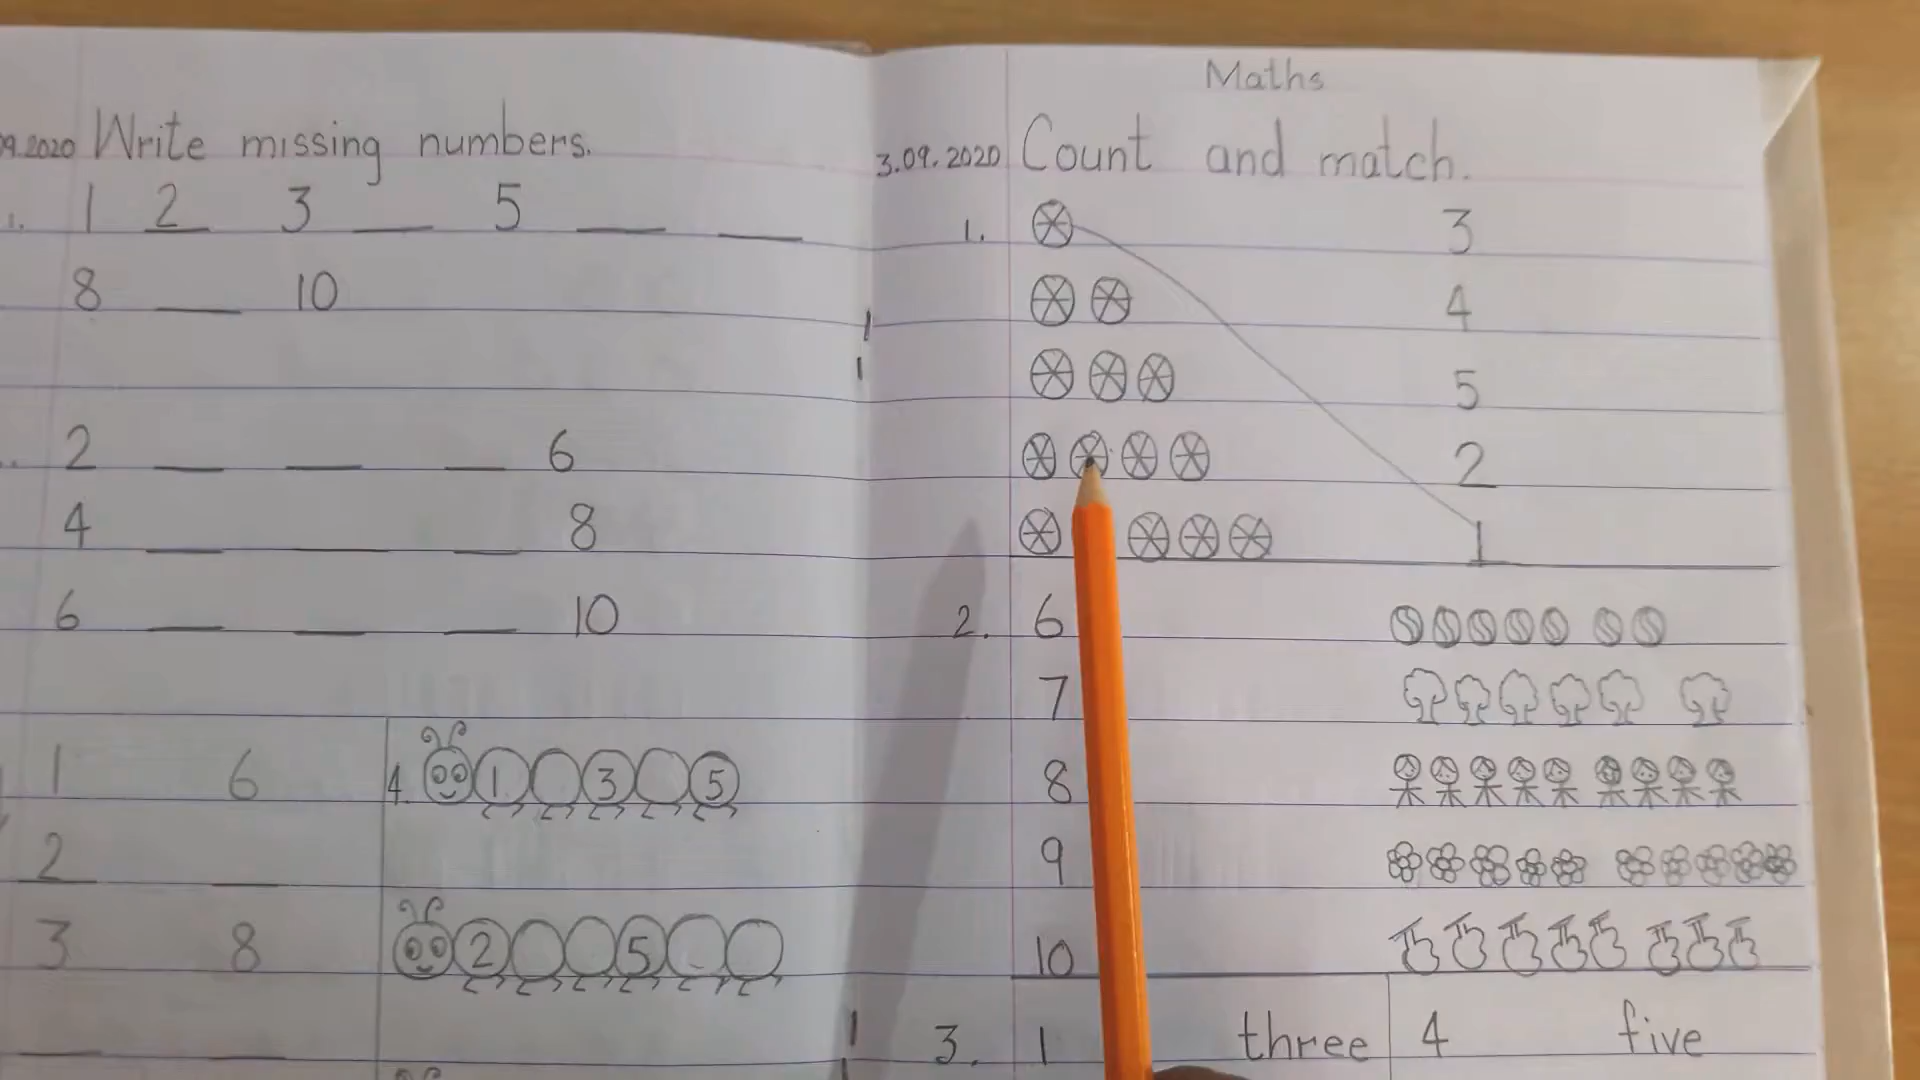 09.2020 Write missing numbers.
1. 1 2 3 __ 5 __ __
8 __ 10
2 __ __ __ 6
4 __ __ __ 8
6 __ __ __ 10
1 6
2 __
3 8
__ __
4. 1 3 5
2 5
Maths
3.09.2020 Count and match.
1. 3
4
5
2
1
2. 6
7
8
9
10
3. 1 three 4 five